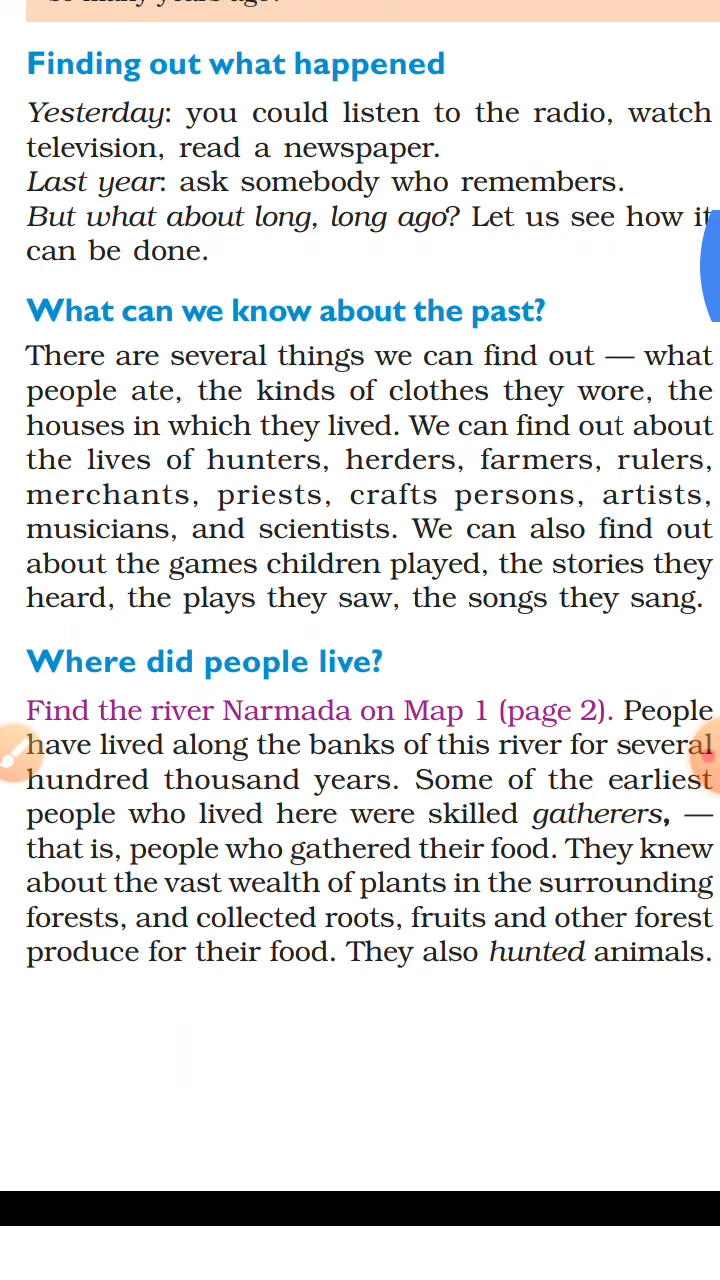 Finding out what happened
Yesterday: you could listen to the radio, watch
television, read a newspaper.
Last year: ask somebody who remembers.
But what about long, long ago? Let us see how it
can be done.
What can we know about the past?
There are several things we can find out — what
people ate, the kinds of clothes they wore, the
houses in which they lived. We can find out about
the lives of hunters, herders, farmers, rulers,
merchants, priests, crafts persons, artists,
musicians, and scientists. We can also find out
about the games children played, the stories they
heard, the plays they saw, the songs they sang.
Where did people live?
Find the river Narmada on Map 1 (page 2). People
have lived along the banks of this river for several
hundred thousand years. Some of the earliest
people who lived here were skilled gatherers, —
that is, people who gathered their food. They knew
about the vast wealth of plants in the surrounding
forests, and collected roots, fruits and other forest
produce for their food. They also hunted animals.